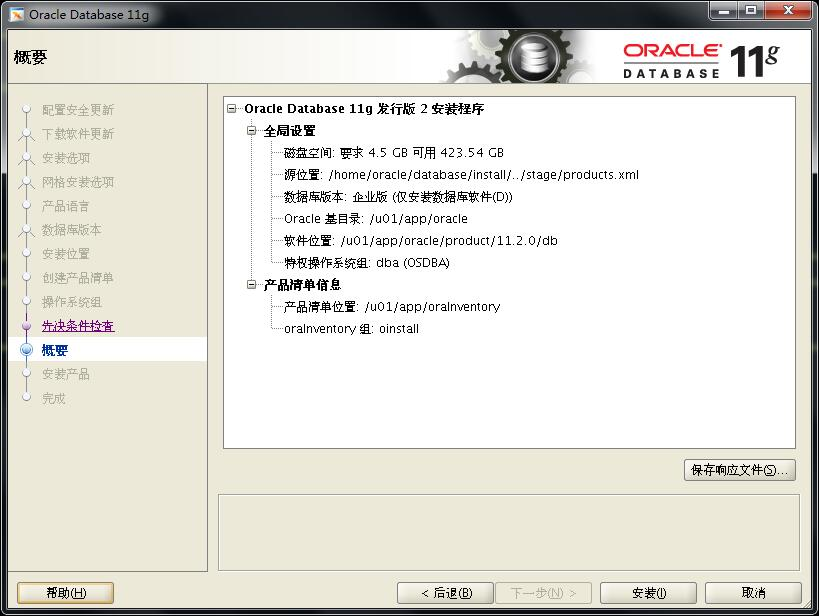 Oracle Database 11g
概要
ORACLE
DATABASE 11g
配置安全更新
下载软件更新
安装选项
网格安装选项
产品语言
数据库版本
安装位置
创建产品清单
操作系统组
先决条件检查
概要
安装产品
完成
Oracle Database 11g 发行版 2 安装程序
全局设置
磁盘空间: 要求 4.5 GB 可用 423.54 GB
源位置: /home/oracle/database/install/../stage/products.xml
数据库版本: 企业版 (仅安装数据库软件(D))
Oracle 基目录: /u01/app/oracle
软件位置: /u01/app/oracle/product/11.2.0/db
特权操作系统组: dba (OSDBA)
产品清单信息
产品清单位置: /u01/app/oraInventory
oraInventory 组: oinstall
保存响应文件(S)...
帮助(H)
< 后退(B)
下一步(N) >
安装(I)
取消